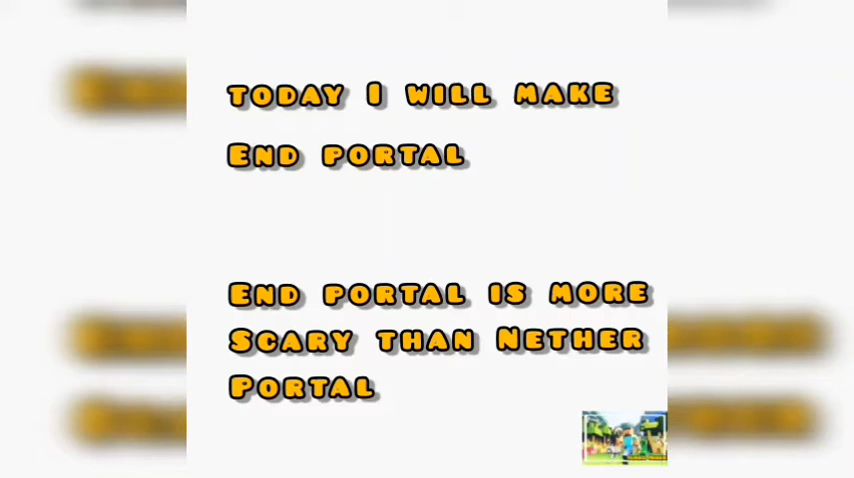 Today I will make
End portal
End portal is more
Scary than Nether
Portal